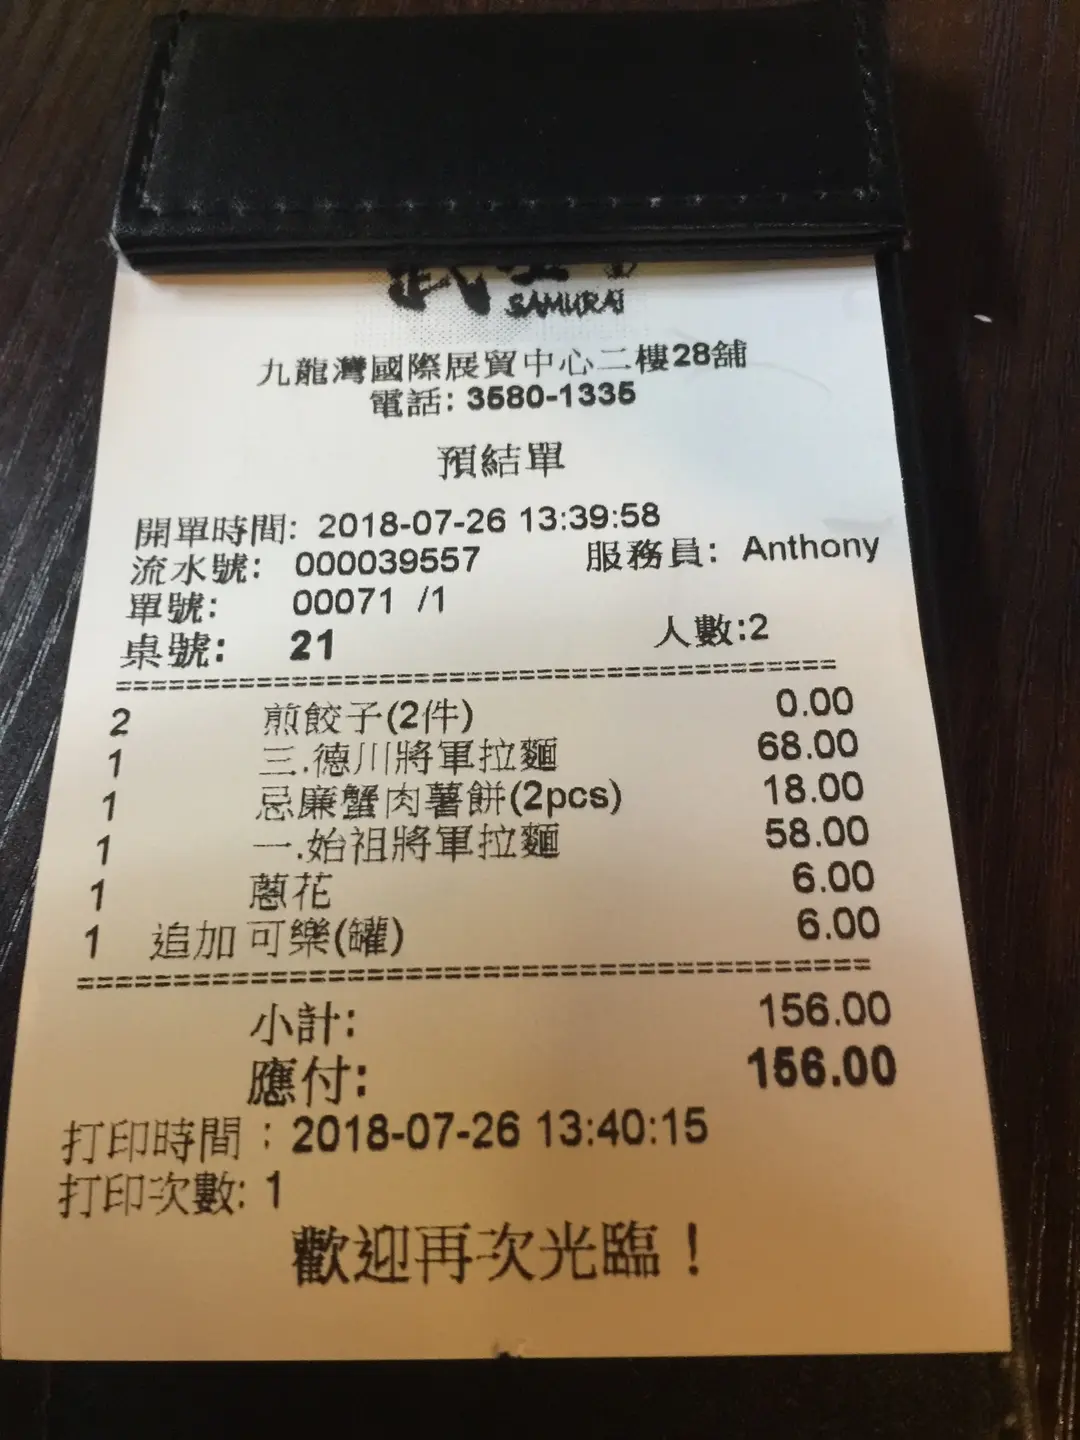 SAMURAI
九龍灣國際展貿中心二樓28舖
電話: 3580-1335
預結單
開單時間: 2018-07-26 13:39:58
流水號: 000039557 服務員: Anthony
單號: 00071 /1
桌號: 21 人數:2
2 煎餃子(2件) 0.00
1 三.德川將軍拉麵 68.00
1 忌廉蟹肉薯餅(2pcs) 18.00
1 一.始祖將軍拉麵 58.00
1 蔥花 6.00
1 追加 可樂(罐) 6.00
小計: 156.00
應付: 156.00
打印時間 : 2018-07-26 13:40:15
打印次數: 1
歡迎再次光臨！